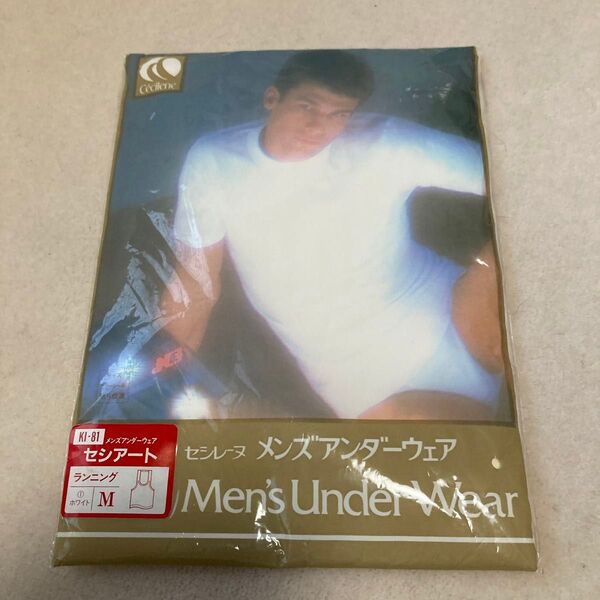 Cécilene
KI-81 メンズアンダーウェア
セシアート
ランニング
①
ホワイト
M
セシレーヌ メンズアンダーウェア
Men's Under Wear